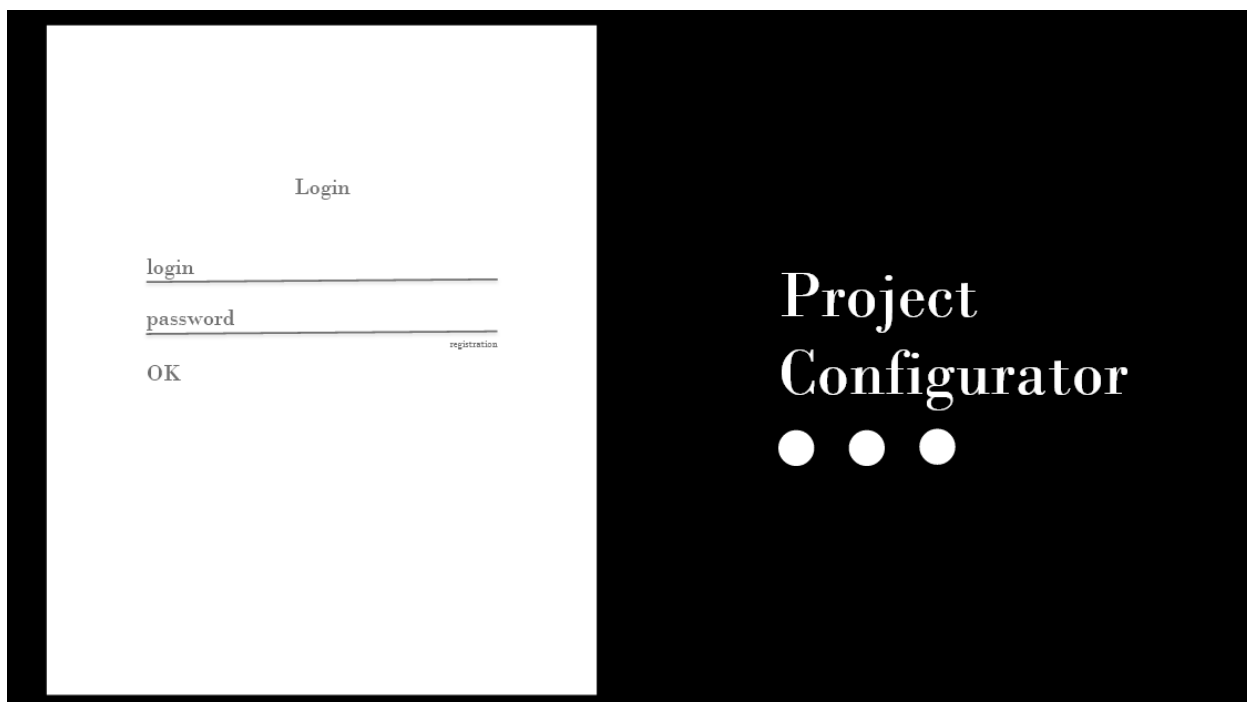 Login
login
password
registration
OK
Project
Configurator